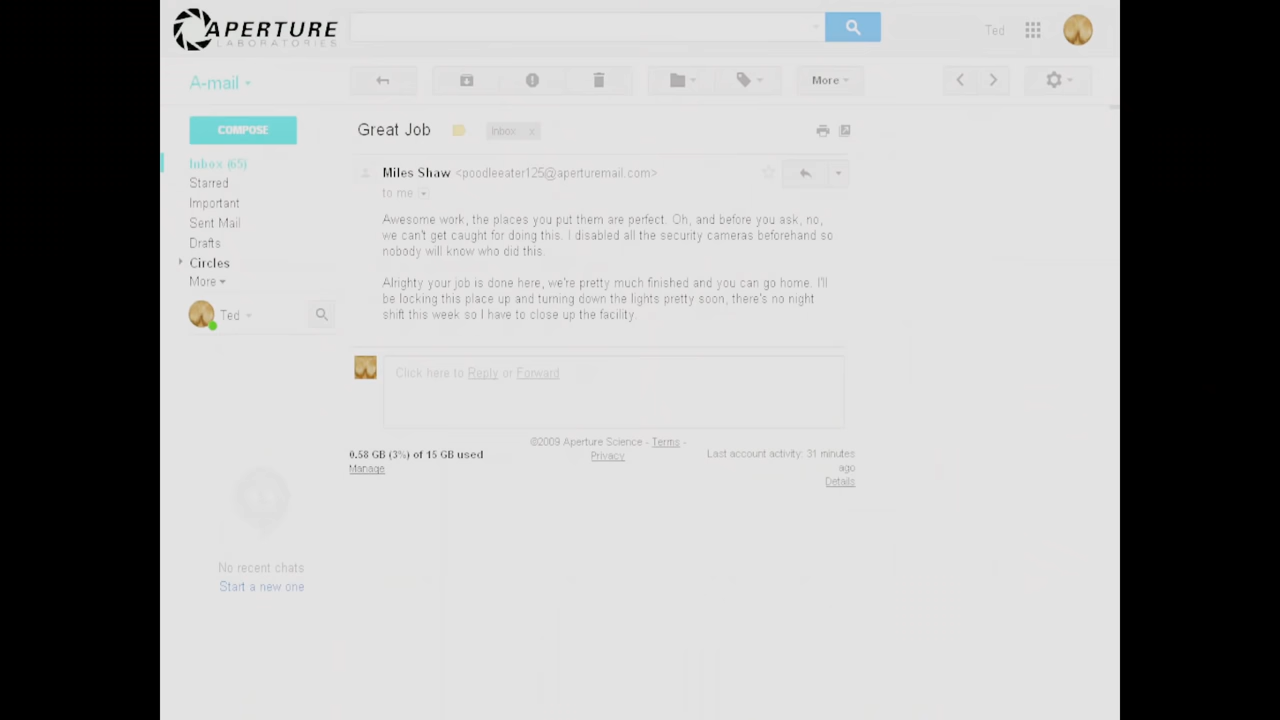 APERTURE
LABORATORIES
Ted
A-mail
More
COMPOSE
Great Job
Inbox x
Inbox (65)
Starred
Important
Sent Mail
Drafts
Circles
More
Ted
Miles Shaw <poodleeater125@aperturemail.com>
to me
Awesome work, the places you put them are perfect. Oh, and before you ask, no,
we can't get caught for doing this. I disabled all the security cameras beforehand so
nobody will know who did this.
Alrighty your job is done here, we're pretty much finished and you can go home. I'll
be locking this place up and turning down the lights pretty soon, there's no night
shift this week so I have to close up the facility.
Click here to Reply or Forward
0.58 GB (3%) of 15 GB used
Manage
©2009 Aperture Science - Terms -
Privacy
Last account activity: 31 minutes
ago
Details
No recent chats
Start a new one